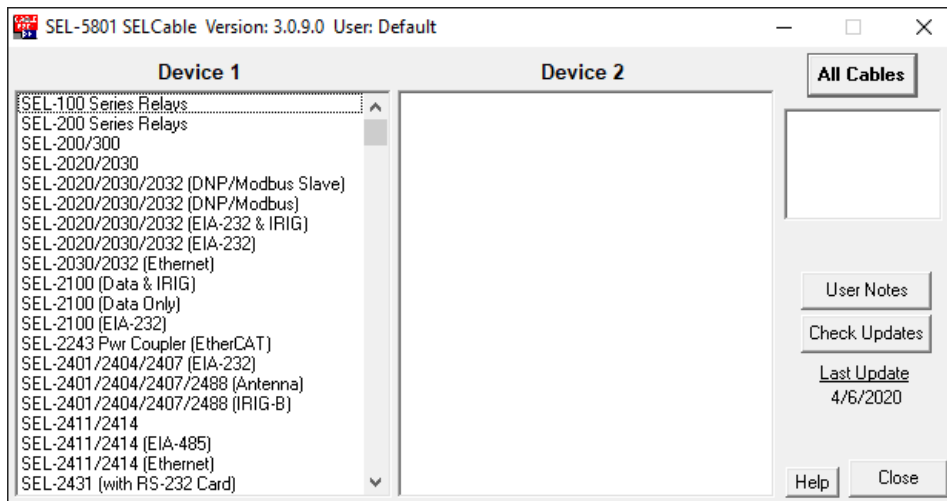 SEL-5801 SELCable Version: 3.0.9.0 User: Default
Device 1
SEL-100 Series Relays
SEL-200 Series Relays
SEL-200/300
SEL-2020/2030
SEL-2020/2030/2032 (DNP/Modbus Slave)
SEL-2020/2030/2032 (DNP/Modbus)
SEL-2020/2030/2032 (EIA-232 & IRIG)
SEL-2020/2030/2032 (EIA-232)
SEL-2030/2032 (Ethernet)
SEL-2100 (Data & IRIG)
SEL-2100 (Data Only)
SEL-2100 (EIA-232)
SEL-2243 Pwr Coupler (EtherCAT)
SEL-2401/2404/2407 (EIA-232)
SEL-2401/2404/2407/2488 (Antenna)
SEL-2401/2404/2407/2488 (IRIG-B)
SEL-2411/2414
SEL-2411/2414 (EIA-485)
SEL-2411/2414 (Ethernet)
SEL-2431 (with RS-232 Card)
Device 2
All Cables
User Notes
Check Updates
Last Update
4/6/2020
Help
Close